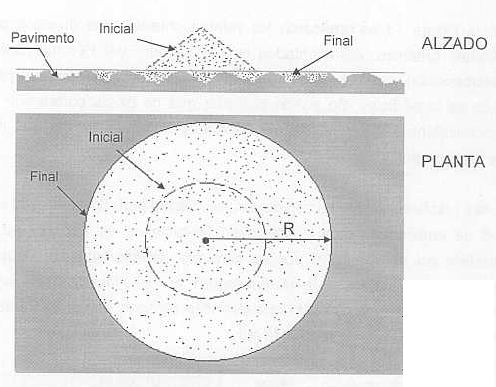 Inicial
Pavimento
Final
ALZADO
Inicial
Final
R
PLANTA